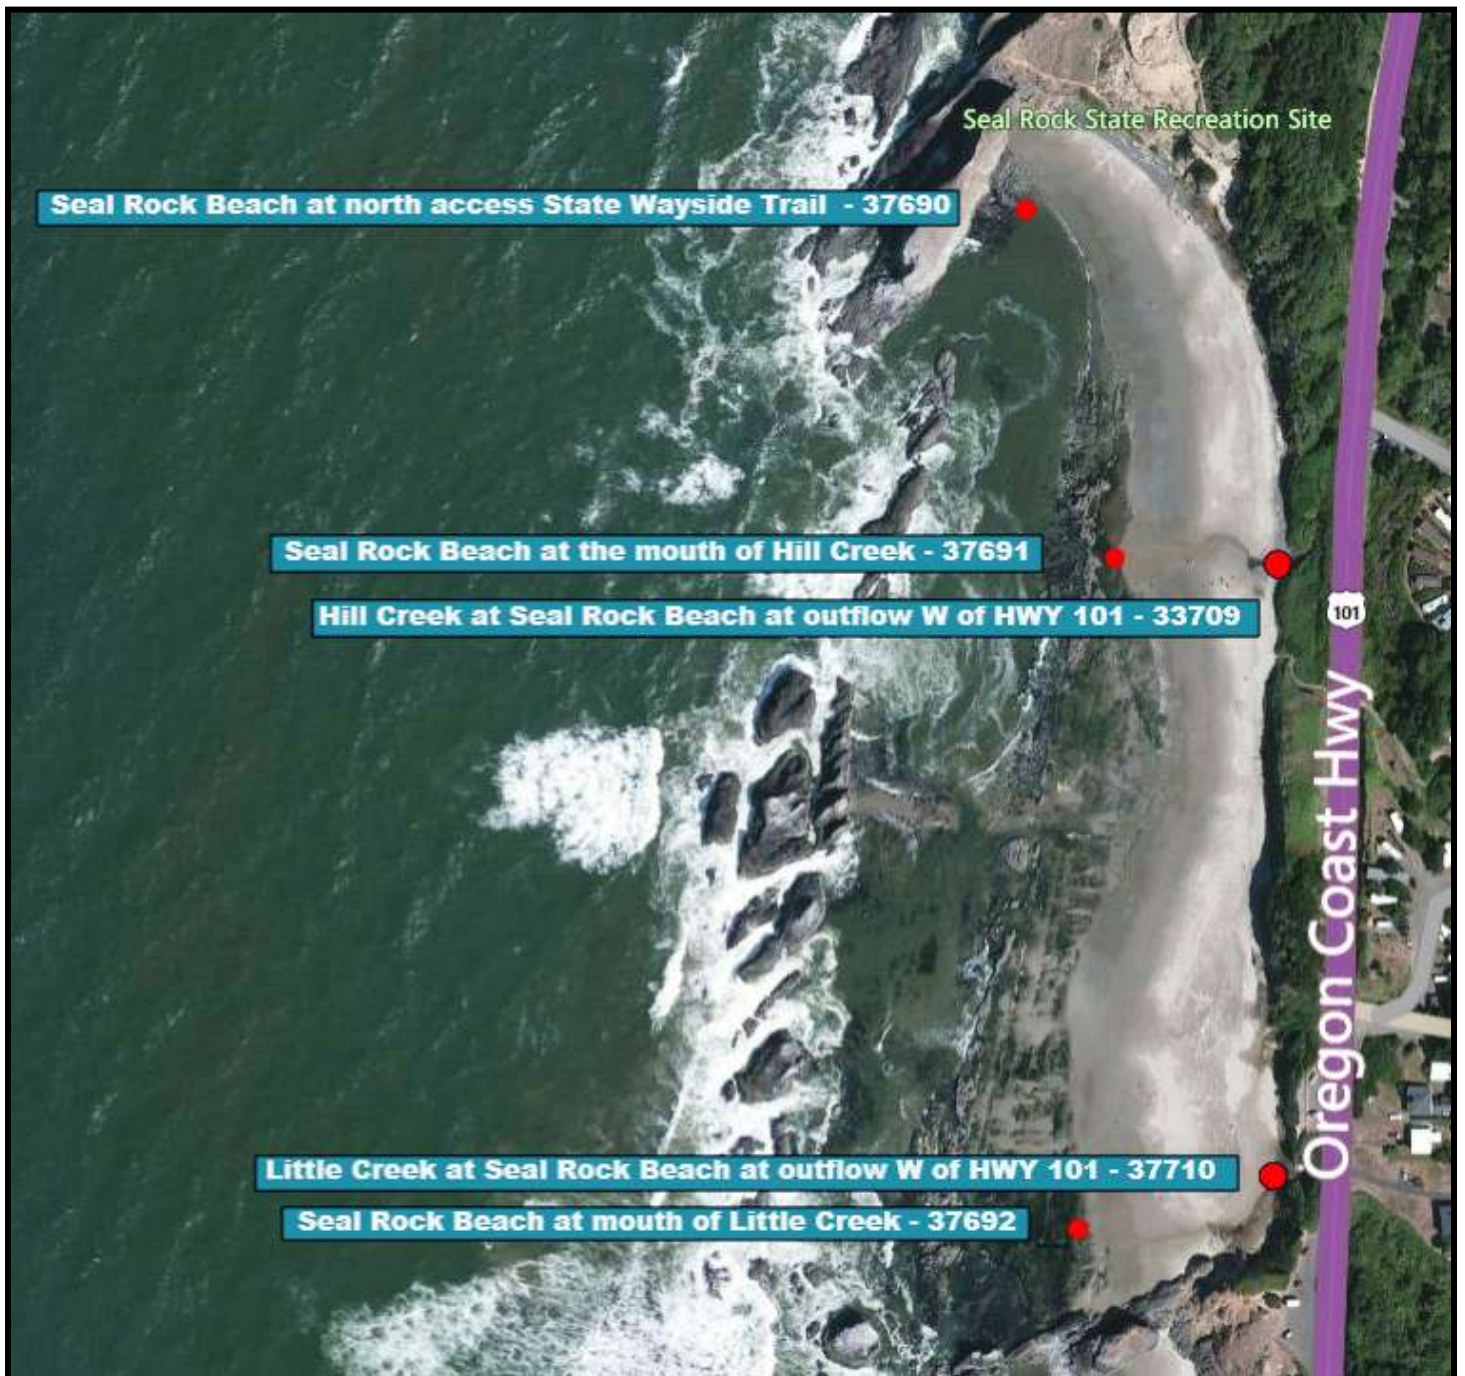 Seal Rock State Recreation Site
Seal Rock Beach at north access State Wayside Trail - 37690
Seal Rock Beach at the mouth of Hill Creek - 37691
Hill Creek at Seal Rock Beach at outflow W of HWY 101 - 33709
101
Oregon Coast Hwy
Little Creek at Seal Rock Beach at outflow W of HWY 101 - 37710
Seal Rock Beach at mouth of Little Creek - 37692